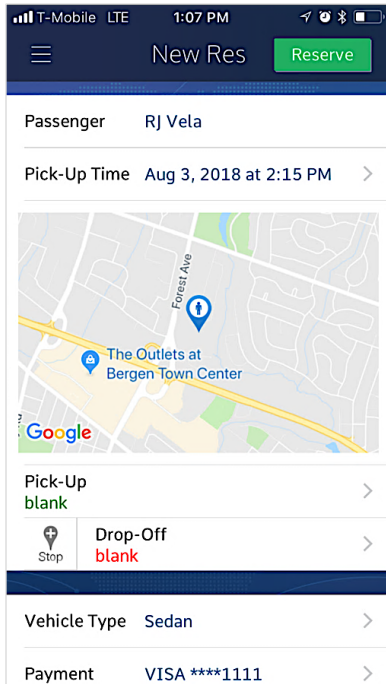 T-Mobile LTE 1:07 PM
New Res Reserve
Passenger RJ Vela
Pick-Up Time Aug 3, 2018 at 2:15 PM
Forest Ave
The Outlets at
Bergen Town Center
Google
Pick-Up
blank
Drop-Off
Stop blank
Vehicle Type Sedan
Payment VISA ****1111